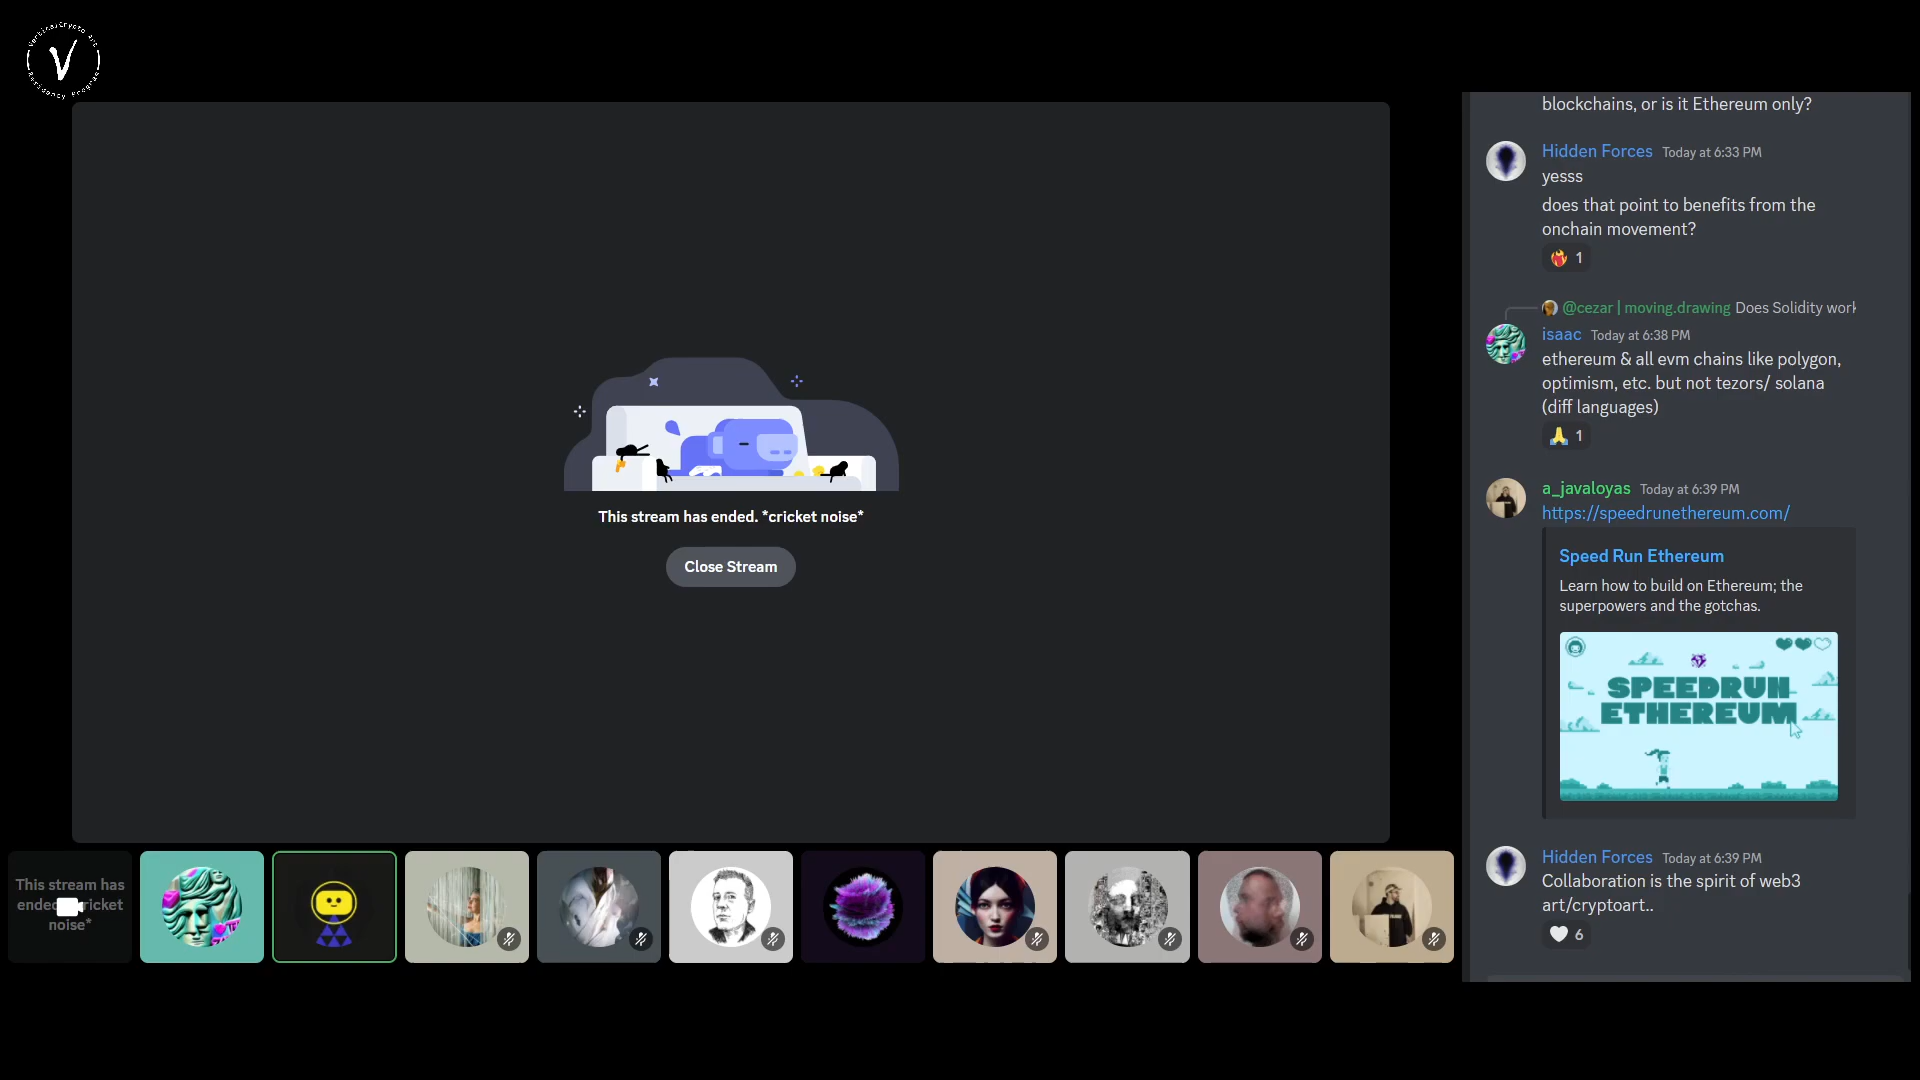 Vertical Crypto Art
V
Residency Program
This stream has ended. *cricket noise*
Close Stream
This stream has
noise*
blockchains, or is it Ethereum only?
Hidden Forces Today at 6:33 PM
yesss
does that point to benefits from the
onchain movement?
1
@cezar | moving.drawing Does Solidity work
isaac Today at 6:38 PM
ethereum & all evm chains like polygon,
optimism, etc. but not tezors/ solana
(diff languages)
1
a_javaloyas Today at 6:39 PM
https://speedrunethereum.com/
Speed Run Ethereum
Learn how to build on Ethereum; the
superpowers and the gotchas.
SPEEDRUN
ETHEREUM
Hidden Forces Today at 6:39 PM
Collaboration is the spirit of web3
art/cryptoart..
6